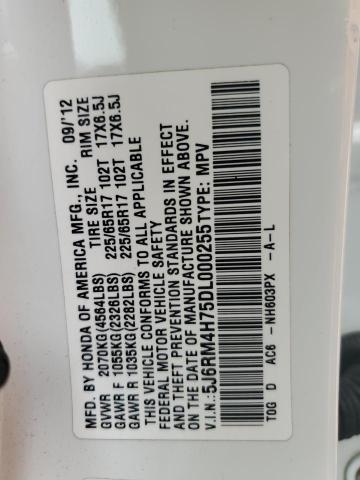 MFD. BY HONDA OF AMERICA MFG., INC. 09/'12
TIRE SIZE RIM SIZE
GVWR 2070KG(4564LBS)
GAWR F 1055KG(2326LBS) 225/65R17 102T 17X6.5J
GAWR R 1035KG(2282LBS) 225/65R17 102T 17X6.5J
THIS VEHICLE CONFORMS TO ALL APPLICABLE
FEDERAL MOTOR VEHICLE SAFETY
AND THEFT PREVENTION STANDARDS IN EFFECT
ON THE DATE OF MANUFACTURE SHOWN ABOVE.
V.I.N.:5J6RM4H75DL000255TYPE: MPV
T0G D AC6 -NH603PX -A-L